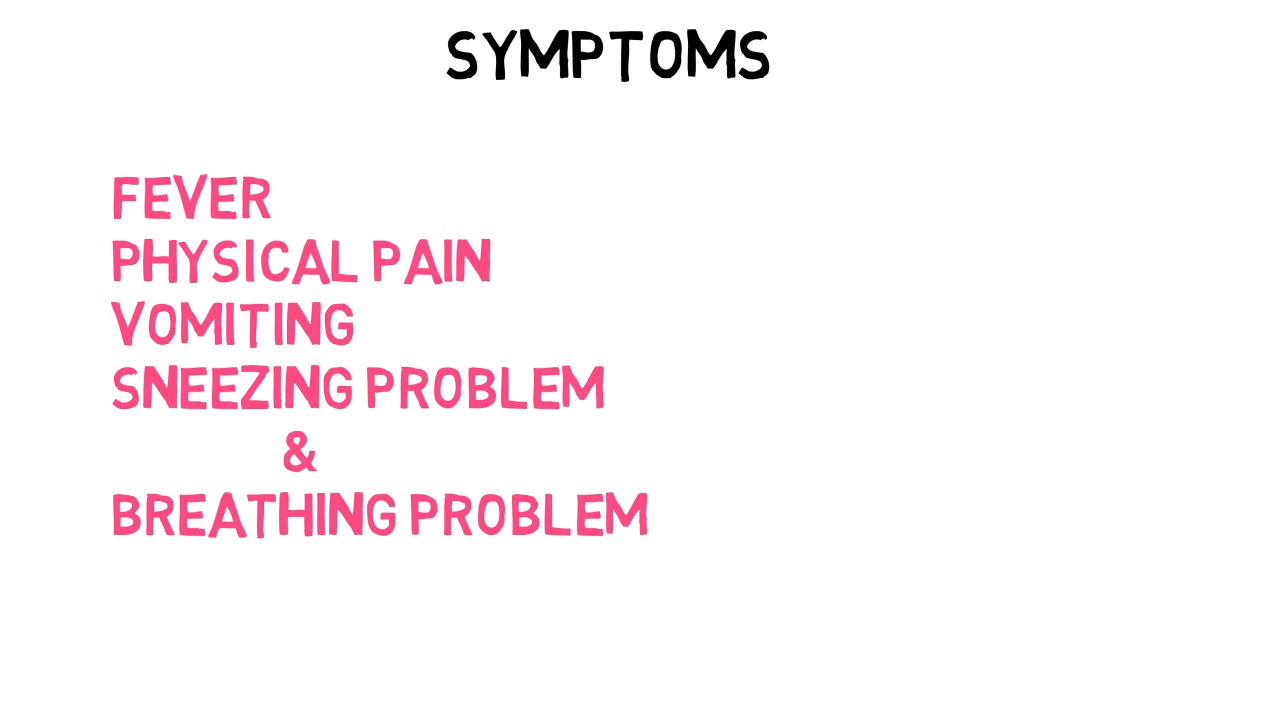 SYMPTOMS
FEVER
PHYSICAL PAIN
VOMITING
SNEEZING PROBLEM
&
BREATHING PROBLEM